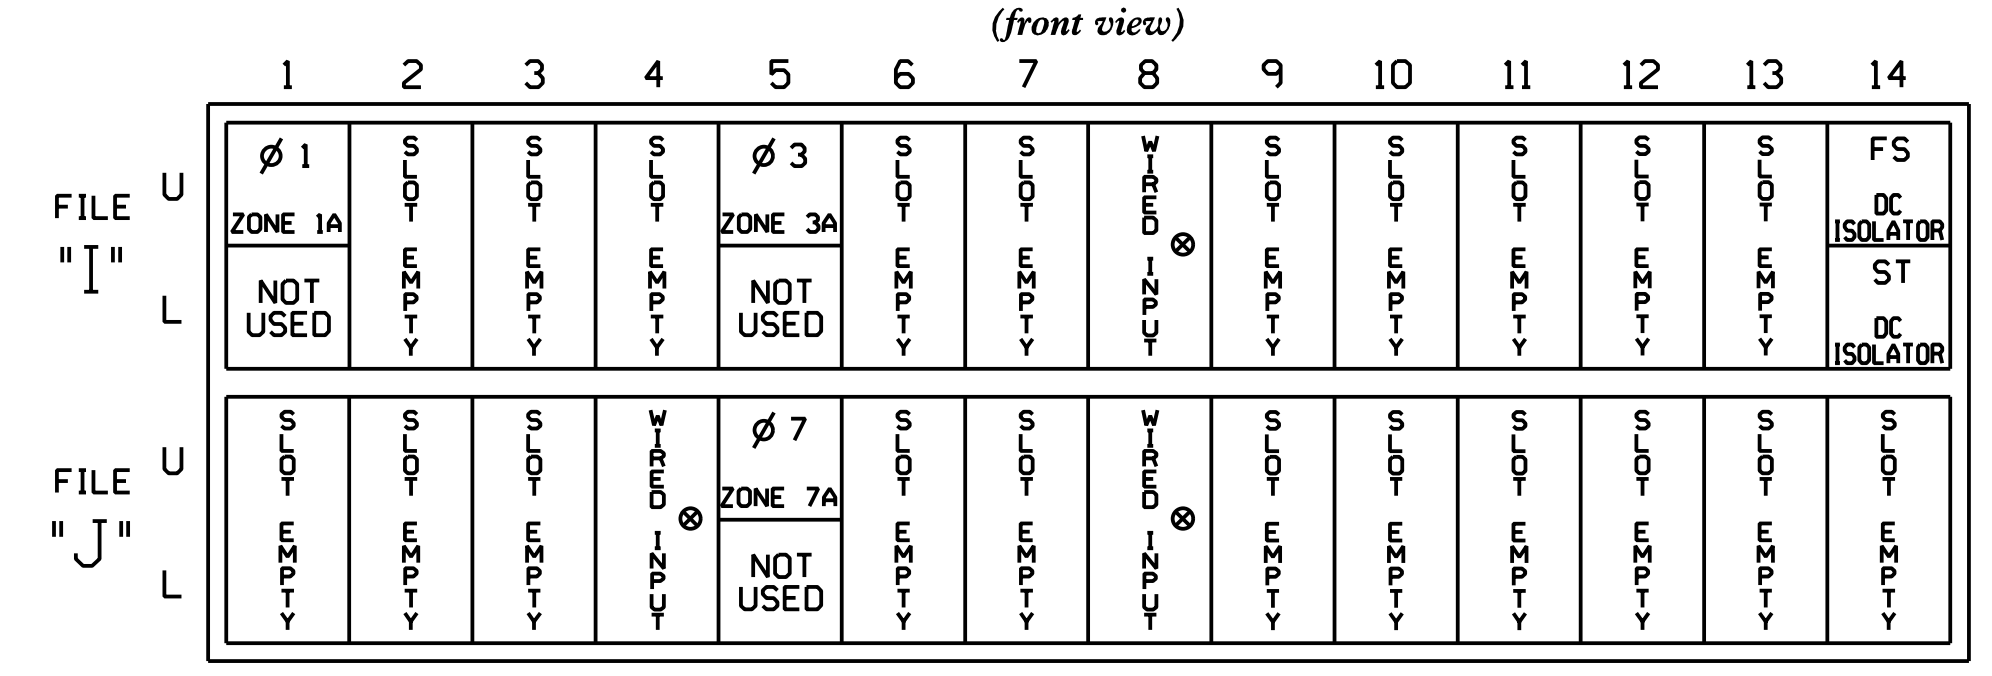 (front view)
1 2 3 4 5 6 7 8 9 10 11 12 13 14
FILE "I"
U
L
Ø 1
ZONE 1A
NOT USED
SLOT EMPTY
SLOT EMPTY
SLOT EMPTY
Ø 3
ZONE 3A
NOT USED
SLOT EMPTY
SLOT EMPTY
WIRED INPUT
⊗
SLOT EMPTY
SLOT EMPTY
SLOT EMPTY
SLOT EMPTY
SLOT EMPTY
FS
DC
ISOLATOR
ST
DC
ISOLATOR
FILE "J"
U
L
SLOT EMPTY
SLOT EMPTY
SLOT EMPTY
WIRED INPUT
⊗
Ø 7
ZONE 7A
NOT USED
SLOT EMPTY
SLOT EMPTY
WIRED INPUT
⊗
SLOT EMPTY
SLOT EMPTY
SLOT EMPTY
SLOT EMPTY
SLOT EMPTY
SLOT EMPTY